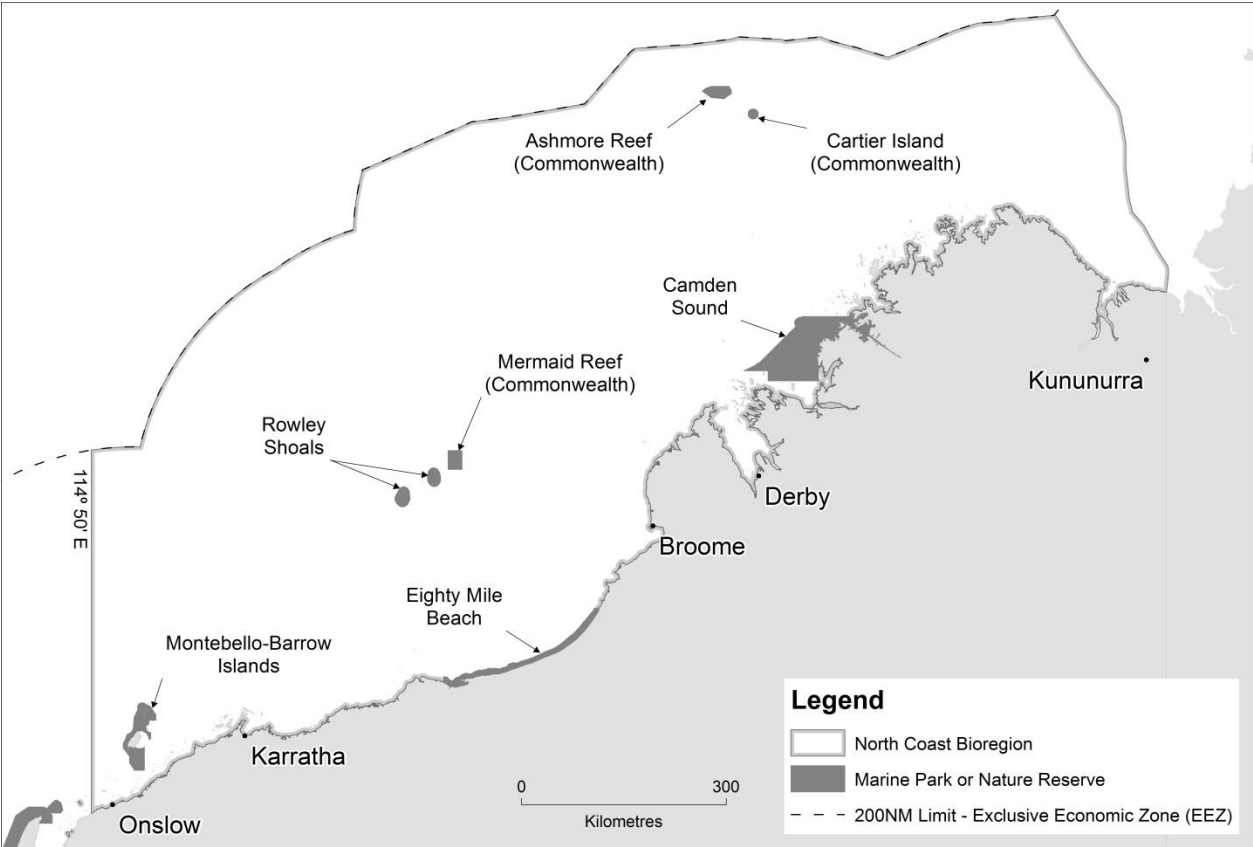 Ashmore Reef
(Commonwealth)
Cartier Island
(Commonwealth)
Camden
Sound
Mermaid Reef
(Commonwealth)
Kununurra
Rowley
Shoals
114° 50' E
Derby
Broome
Eighty Mile
Beach
Montebello-Barrow
Islands
Karratha
Onslow
0 300
Kilometres
Legend
North Coast Bioregion
Marine Park or Nature Reserve
200NM Limit - Exclusive Economic Zone (EEZ)